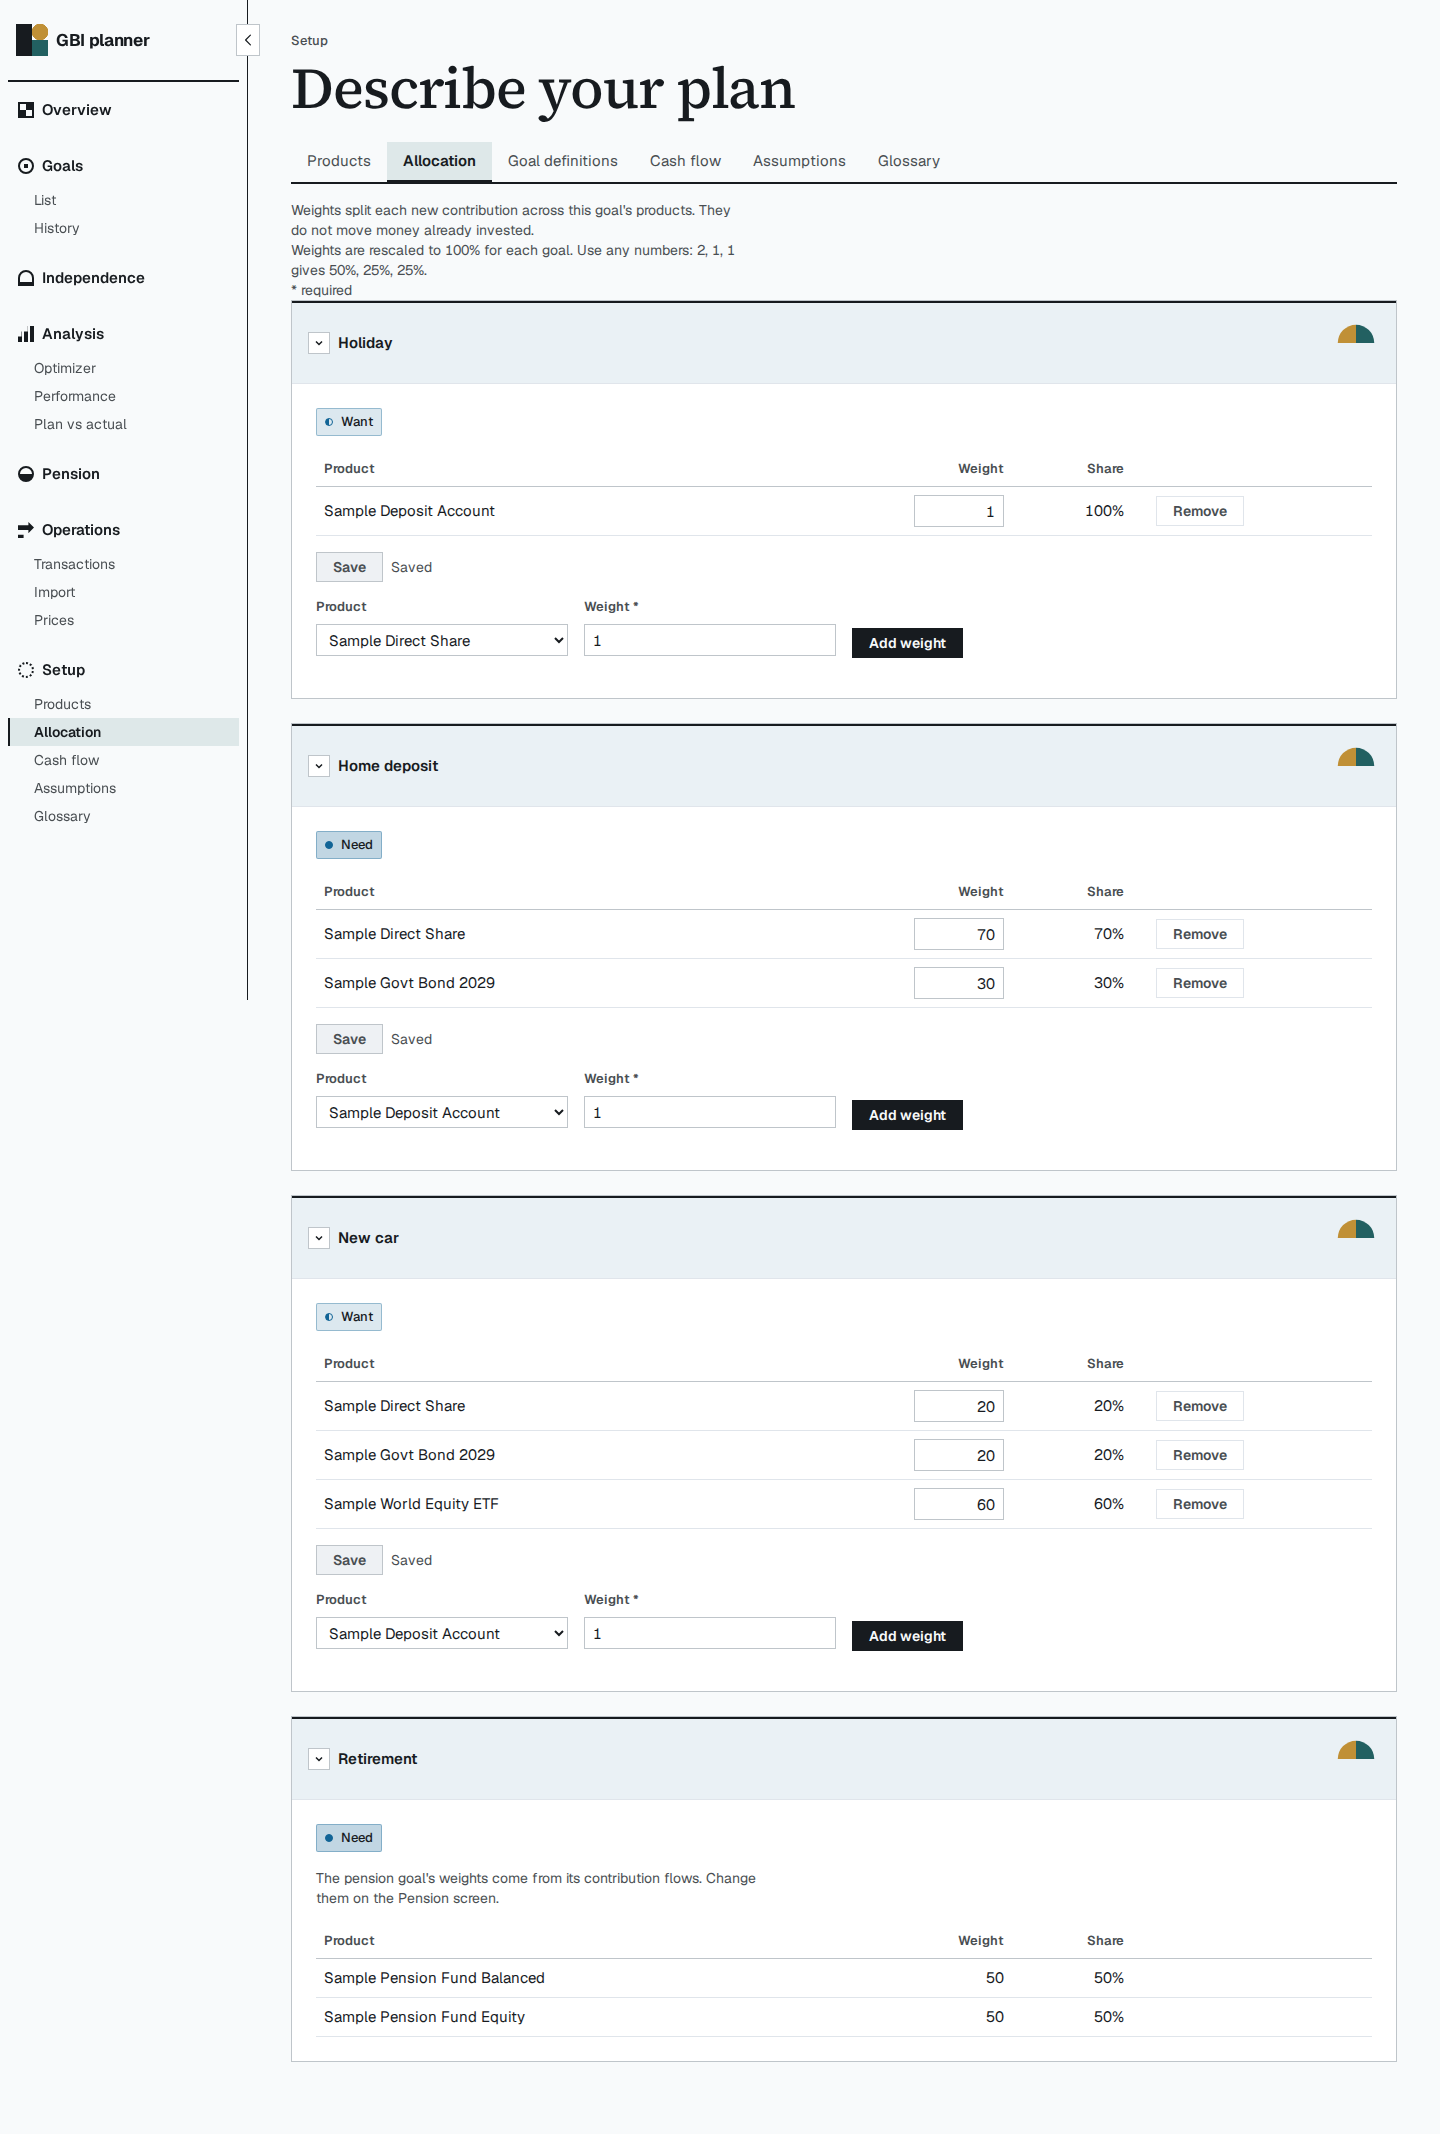 GBI planner
Overview
Goals
List
History
Independence
Analysis
Optimizer
Performance
Plan vs actual
Pension
Operations
Transactions
Import
Prices
Setup
Products
Allocation
Cash flow
Assumptions
Glossary
Setup
Describe your plan
Products Allocation Goal definitions Cash flow Assumptions Glossary
Weights split each new contribution across this goal's products. They
do not move money already invested.
Weights are rescaled to 100% for each goal. Use any numbers: 2, 1, 1
gives 50%, 25%, 25%.
* required
Holiday
Want
Product Weight Share
Sample Deposit Account 1 100% Remove
Save Saved
Product Weight *
Sample Direct Share 1 Add weight
Home deposit
Need
Product Weight Share
Sample Direct Share 70 70% Remove
Sample Govt Bond 2029 30 30% Remove
Save Saved
Product Weight *
Sample Deposit Account 1 Add weight
New car
Want
Product Weight Share
Sample Direct Share 20 20% Remove
Sample Govt Bond 2029 20 20% Remove
Sample World Equity ETF 60 60% Remove
Save Saved
Product Weight *
Sample Deposit Account 1 Add weight
Retirement
Need
The pension goal's weights come from its contribution flows. Change
them on the Pension screen.
Product Weight Share
Sample Pension Fund Balanced 50 50%
Sample Pension Fund Equity 50 50%